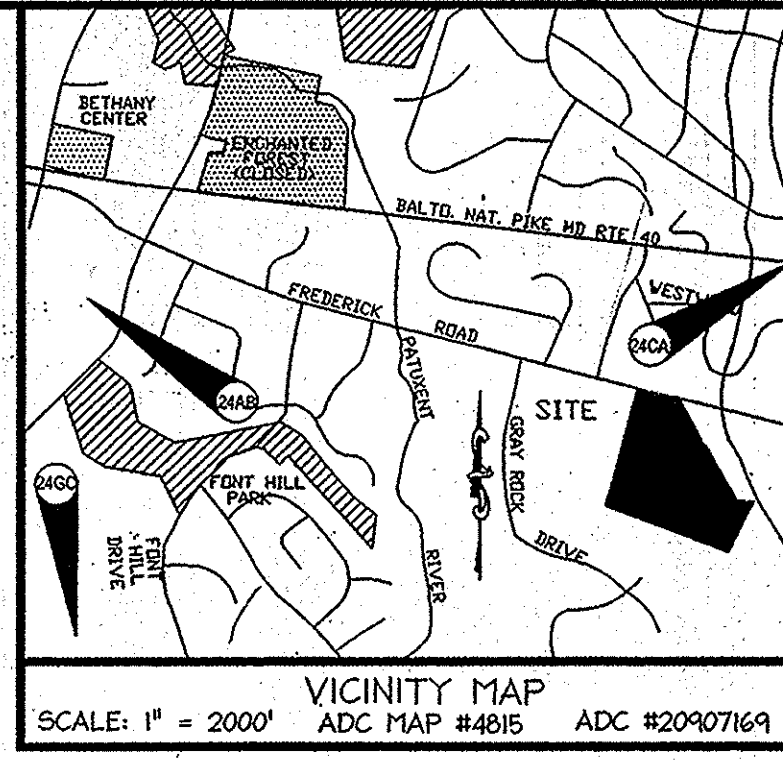 BETHANY
CENTER
ENCHANTED
FOREST
(CLOSED)
BALTO. NAT. PIKE MD RTE 40
FREDERICK ROAD
24CA
PATUXENT
RIVER
24AB
SITE
GRAY ROCK
DRIVE
24GC
FONT HILL
PARK
FONT
HILL
DRIVE
VICINITY MAP
SCALE: 1" = 2000' ADC MAP #4815 ADC #20907169